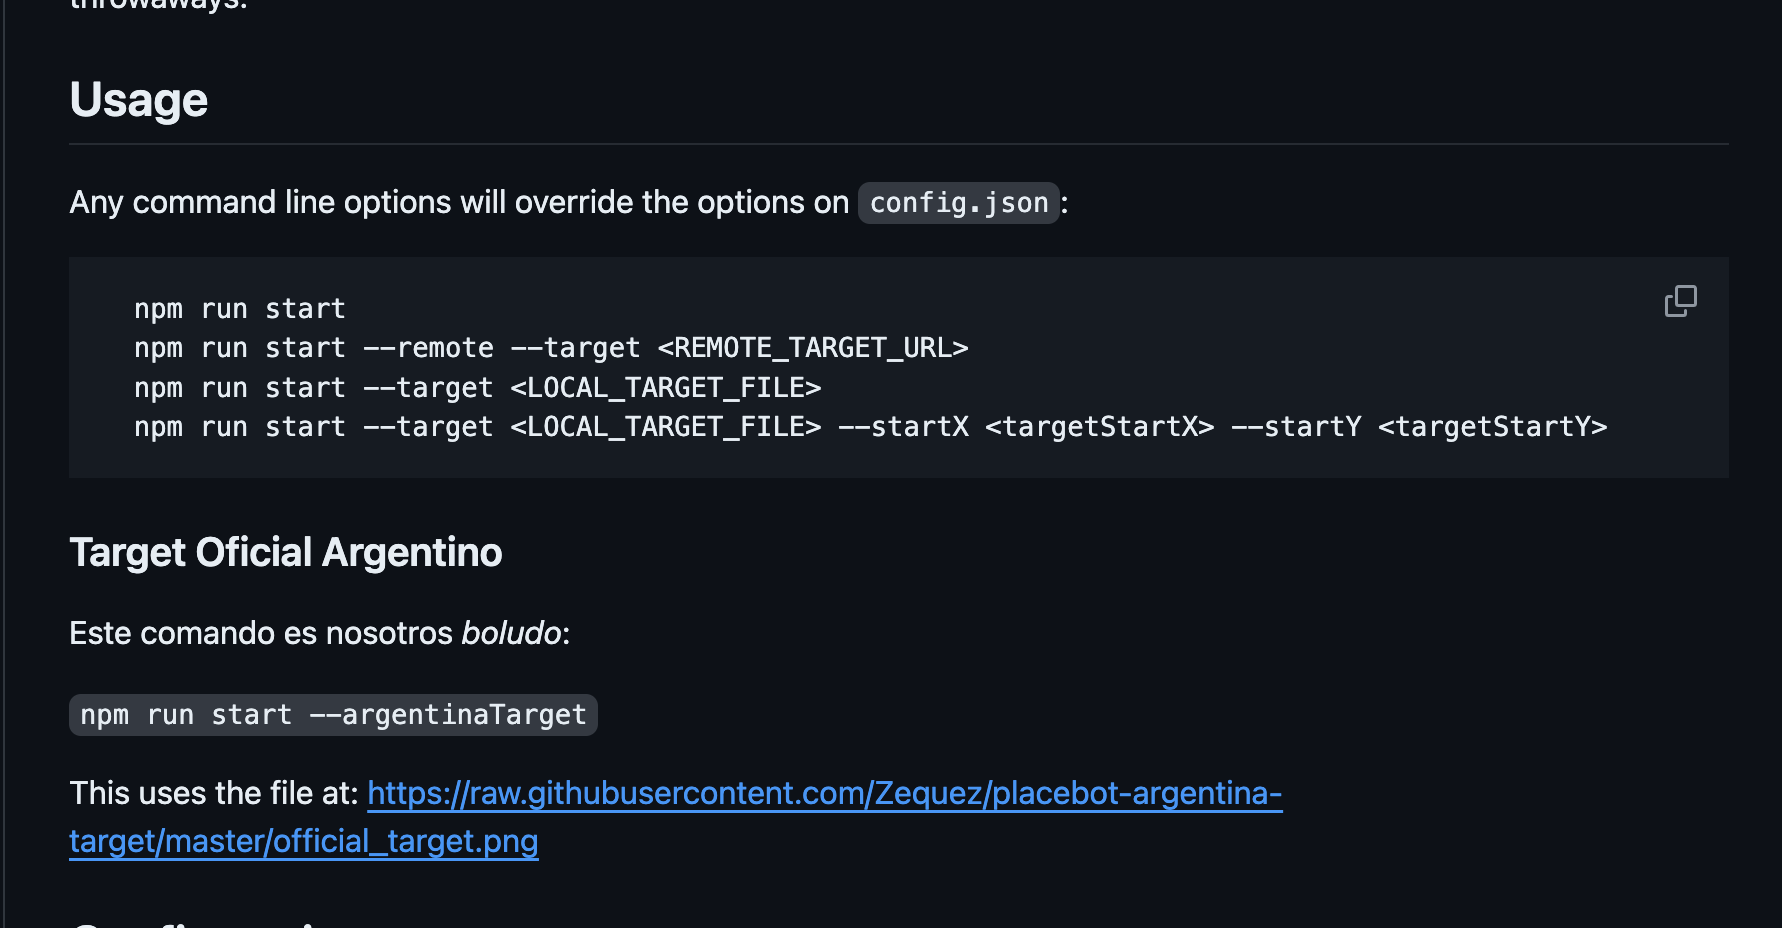 throwaways.
Usage
Any command line options will override the options on config.json:
npm run start
npm run start --remote --target <REMOTE_TARGET_URL>
npm run start --target <LOCAL_TARGET_FILE>
npm run start --target <LOCAL_TARGET_FILE> --startX <targetStartX> --startY <targetStartY>
Target Oficial Argentino
Este comando es nosotros boludo:
npm run start --argentinaTarget
This uses the file at: https://raw.githubusercontent.com/Zequez/placebot-argentina-
target/master/official_target.png